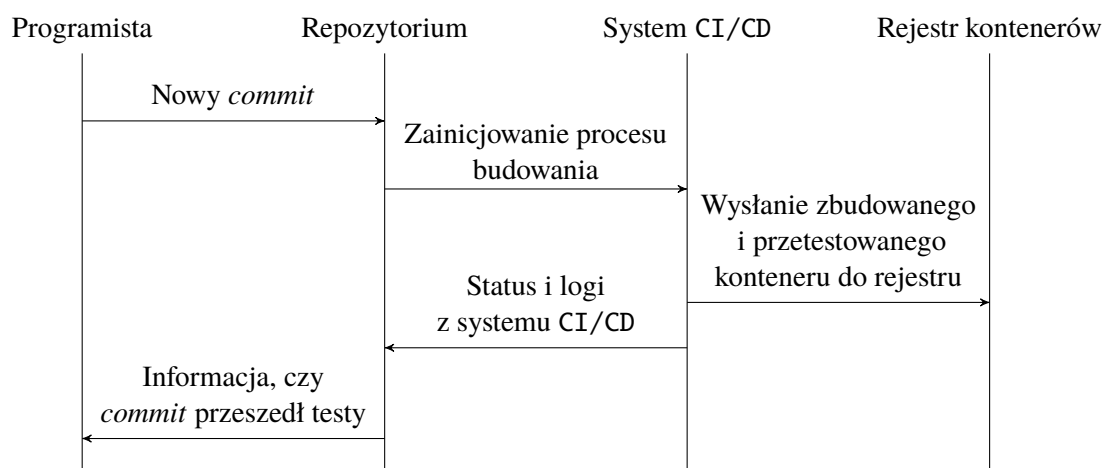 Programista Repozytorium System CI/CD Rejestr kontenerów
Nowy commit
Zainicjowanie procesu
budowania
Wysłanie zbudowanego
i przetestowanego
konteneru do rejestru
Status i logi
z systemu CI/CD
Informacja, czy
commit przeszedł testy